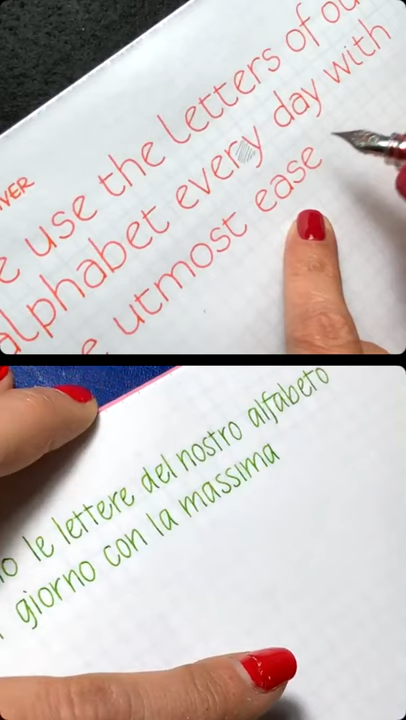 VER
e use the letters of ou
alphabet every day with
e utmost ease
no le lettere del nostro alfabeto
giorno con la massima